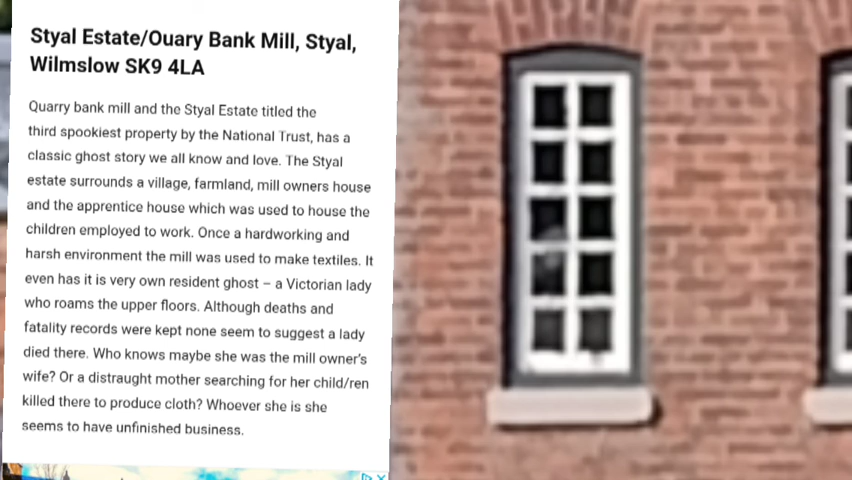 Styal Estate/Ouary Bank Mill, Styal,
Wilmslow SK9 4LA
Quarry bank mill and the Styal Estate titled the
third spookiest property by the National Trust, has a
classic ghost story we all know and love. The Styal
estate surrounds a village, farmland, mill owners house
and the apprentice house which was used to house the
children employed to work. Once a hardworking and
harsh environment the mill was used to make textiles. It
even has it is very own resident ghost – a Victorian lady
who roams the upper floors. Although deaths and
fatality records were kept none seem to suggest a lady
died there. Who knows maybe she was the mill owner's
wife? Or a distraught mother searching for her child/ren
killed there to produce cloth? Whoever she is she
seems to have unfinished business.